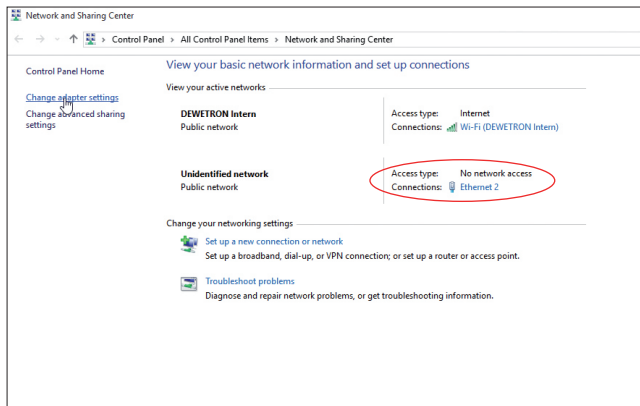 Network and Sharing Center
Control Panel > All Control Panel Items > Network and Sharing Center
Control Panel Home
Change adapter settings
Change advanced sharing
settings
View your basic network information and set up connections
View your active networks
DEWETRON Intern
Public network
Access type: Internet
Connections: Wi-Fi (DEWETRON Intern)
Unidentified network
Public network
Access type: No network access
Connections: Ethernet 2
Change your networking settings
Set up a new connection or network
Set up a broadband, dial-up, or VPN connection; or set up a router or access point.
Troubleshoot problems
Diagnose and repair network problems, or get troubleshooting information.